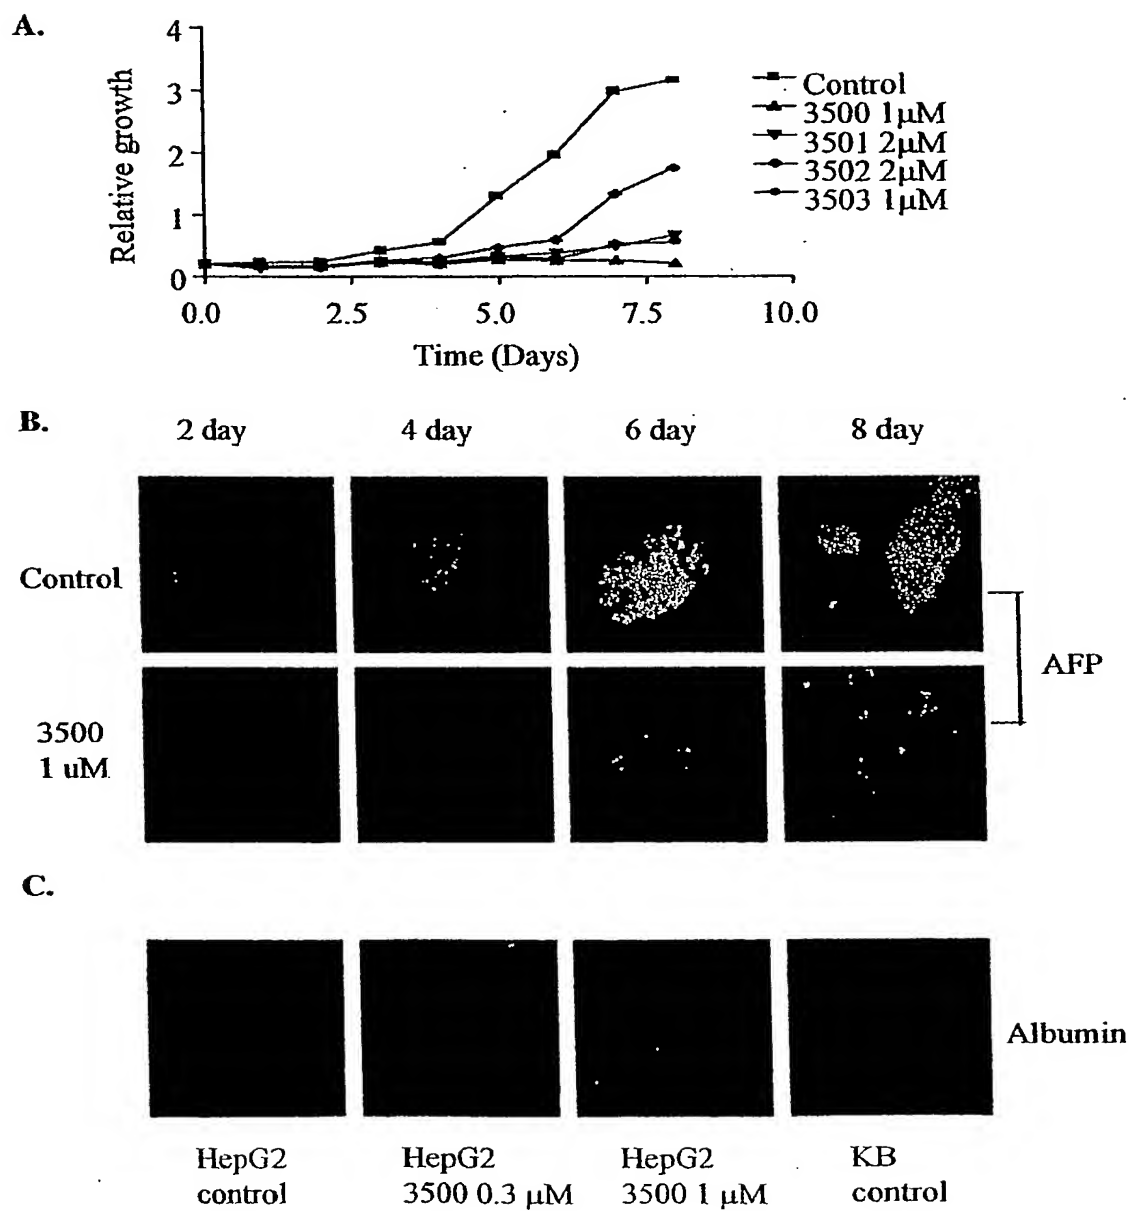 A.
4
3
2
1
0
Relative growth
0.0 2.5 5.0 7.5 10.0
Time (Days)
Control
3500 1μM
3501 2μM
3502 2μM
3503 1μM
B.
2 day 4 day 6 day 8 day
Control
3500
1 uM
AFP
C.
Albumin
HepG2 HepG2 HepG2 KB
control 3500 0.3 μM 3500 1 μM control